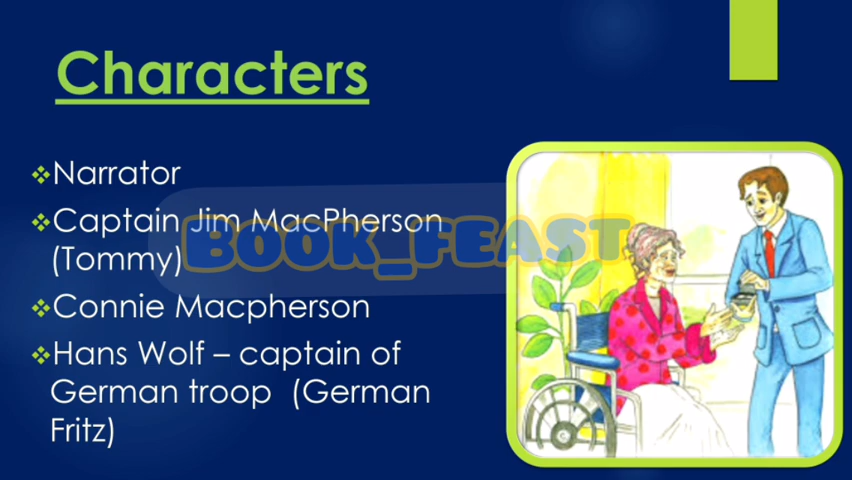 Characters
Narrator
Captain Jim MacPherson
(Tommy)
Connie Macpherson
Hans Wolf – captain of
German troop (German
Fritz)
BOOK_FEAST